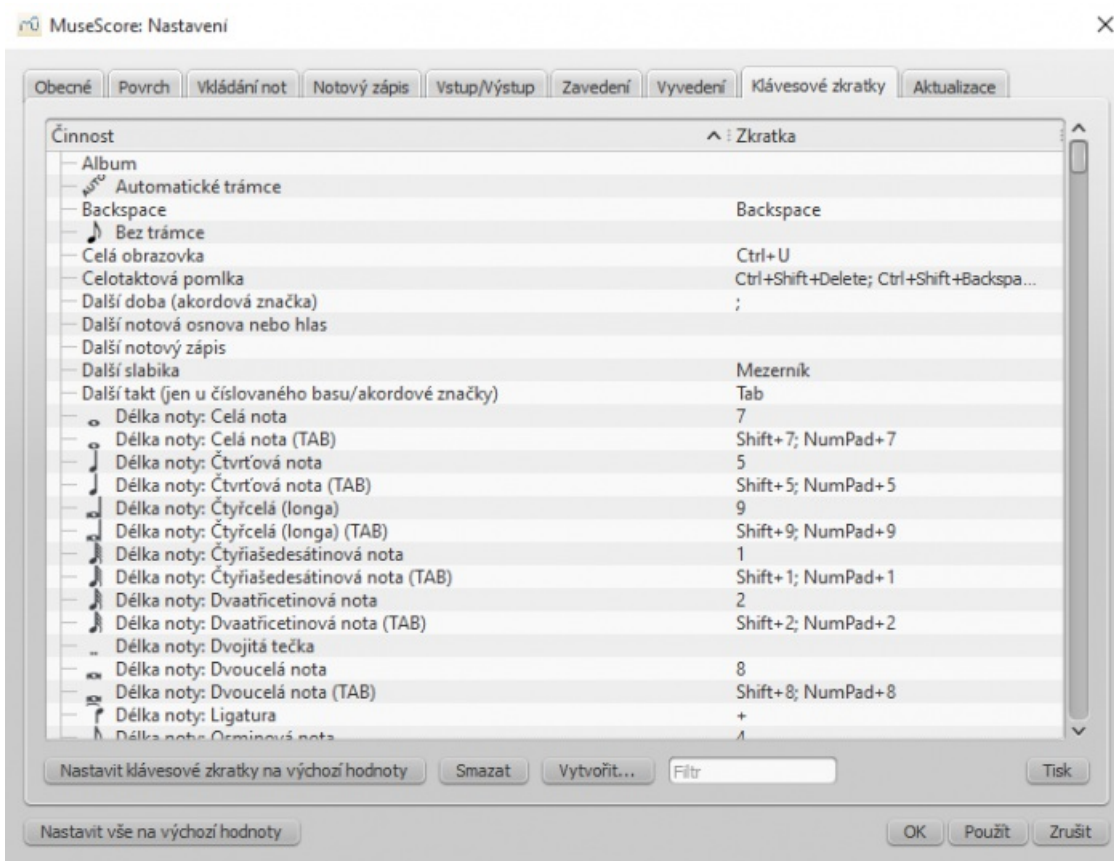 MuseScore: Nastavení
Obecné Povrch Vkládání not Notový zápis Vstup/Výstup Zavedení Vyvedení Klávesové zkratky Aktualizace
Činnost Zkratka
Album
AUTO Automatické trámce
Backspace Backspace
Bez trámce
Celá obrazovka Ctrl+U
Celotaktová pomlka Ctrl+Shift+Delete; Ctrl+Shift+Backspa...
Další doba (akordová značka) ;
Další notová osnova nebo hlas
Další notový zápis
Další slabika Mezerník
Další takt (jen u číslovaného basu/akordové značky) Tab
Délka noty: Celá nota 7
Délka noty: Celá nota (TAB) Shift+7; NumPad+7
Délka noty: Čtvrťová nota 5
Délka noty: Čtvrťová nota (TAB) Shift+5; NumPad+5
Délka noty: Čtyřcelá (longa) 9
Délka noty: Čtyřcelá (longa) (TAB) Shift+9; NumPad+9
Délka noty: Čtyřiašedesátinová nota 1
Délka noty: Čtyřiašedesátinová nota (TAB) Shift+1; NumPad+1
Délka noty: Dvaatřicetinová nota 2
Délka noty: Dvaatřicetinová nota (TAB) Shift+2; NumPad+2
Délka noty: Dvojitá tečka
Délka noty: Dvoucelá nota 8
Délka noty: Dvoucelá nota (TAB) Shift+8; NumPad+8
Délka noty: Ligatura +
Délka noty: Osminová nota 4
Nastavit klávesové zkratky na výchozí hodnoty Smazat Vytvořit... Filtr Tisk
Nastavit vše na výchozí hodnoty OK Použít Zrušit